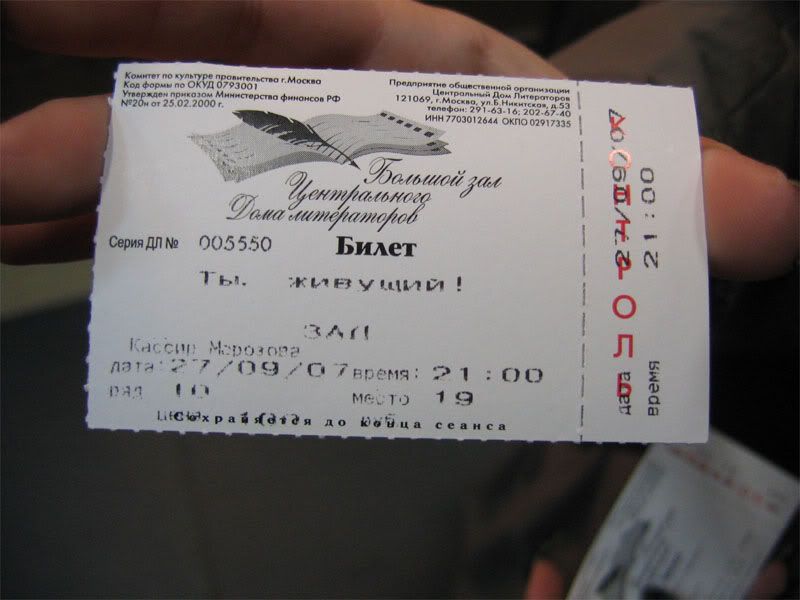 Комитет по культуре правительства г.Москва
Код формы по ОКУД 0793001
Утвержден приказом Министерства финансов РФ
№20н от 25.02.2000 г.
Предприятие общественной организации
Центральный Дом Литераторов
121069, г.Москва, ул.Б.Никитская, д.53
телефон: 291-63-16; 202-67-40
ИНН 7703012644 ОКПО 02917335
Большой зал
Центрального
Дома литераторов
Серия ДЛ № 005550
Билет
Ты, живущий!
ЗАЛ
Кассир Морозова
дата: 27/09/07 время: 21:00
ряд 10 место 19
Сохраняется до конца сеанса
КОНТРОЛЬ
дата 27/09/07
время 21:00